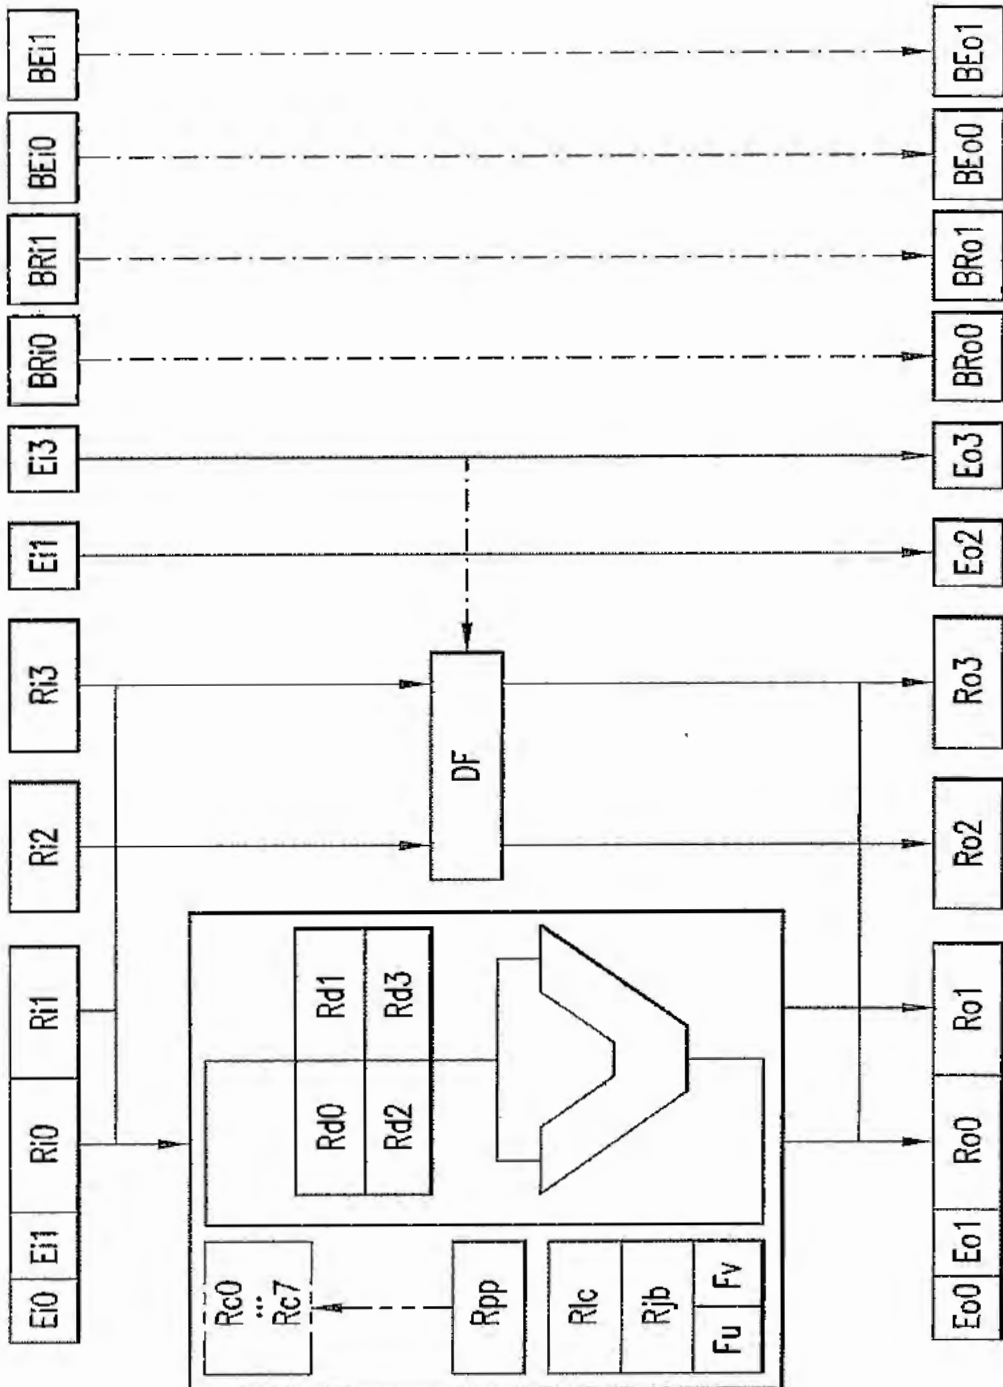 Ei0 Ei1 Ri0 Ri1 Ri2 Ri3 Ei1 Ei3 BRi0 BRi1 BEi0 BEi1
Rc0
...
Rc7
Rd0 Rd1
Rd2 Rd3
Rpp
DF
Rlc
Rjb
Fu Fv
Eo0 Eo1 Ro0 Ro1 Ro2 Ro3 Eo2 Eo3 BRo0 BRo1 BEo0 BEo1